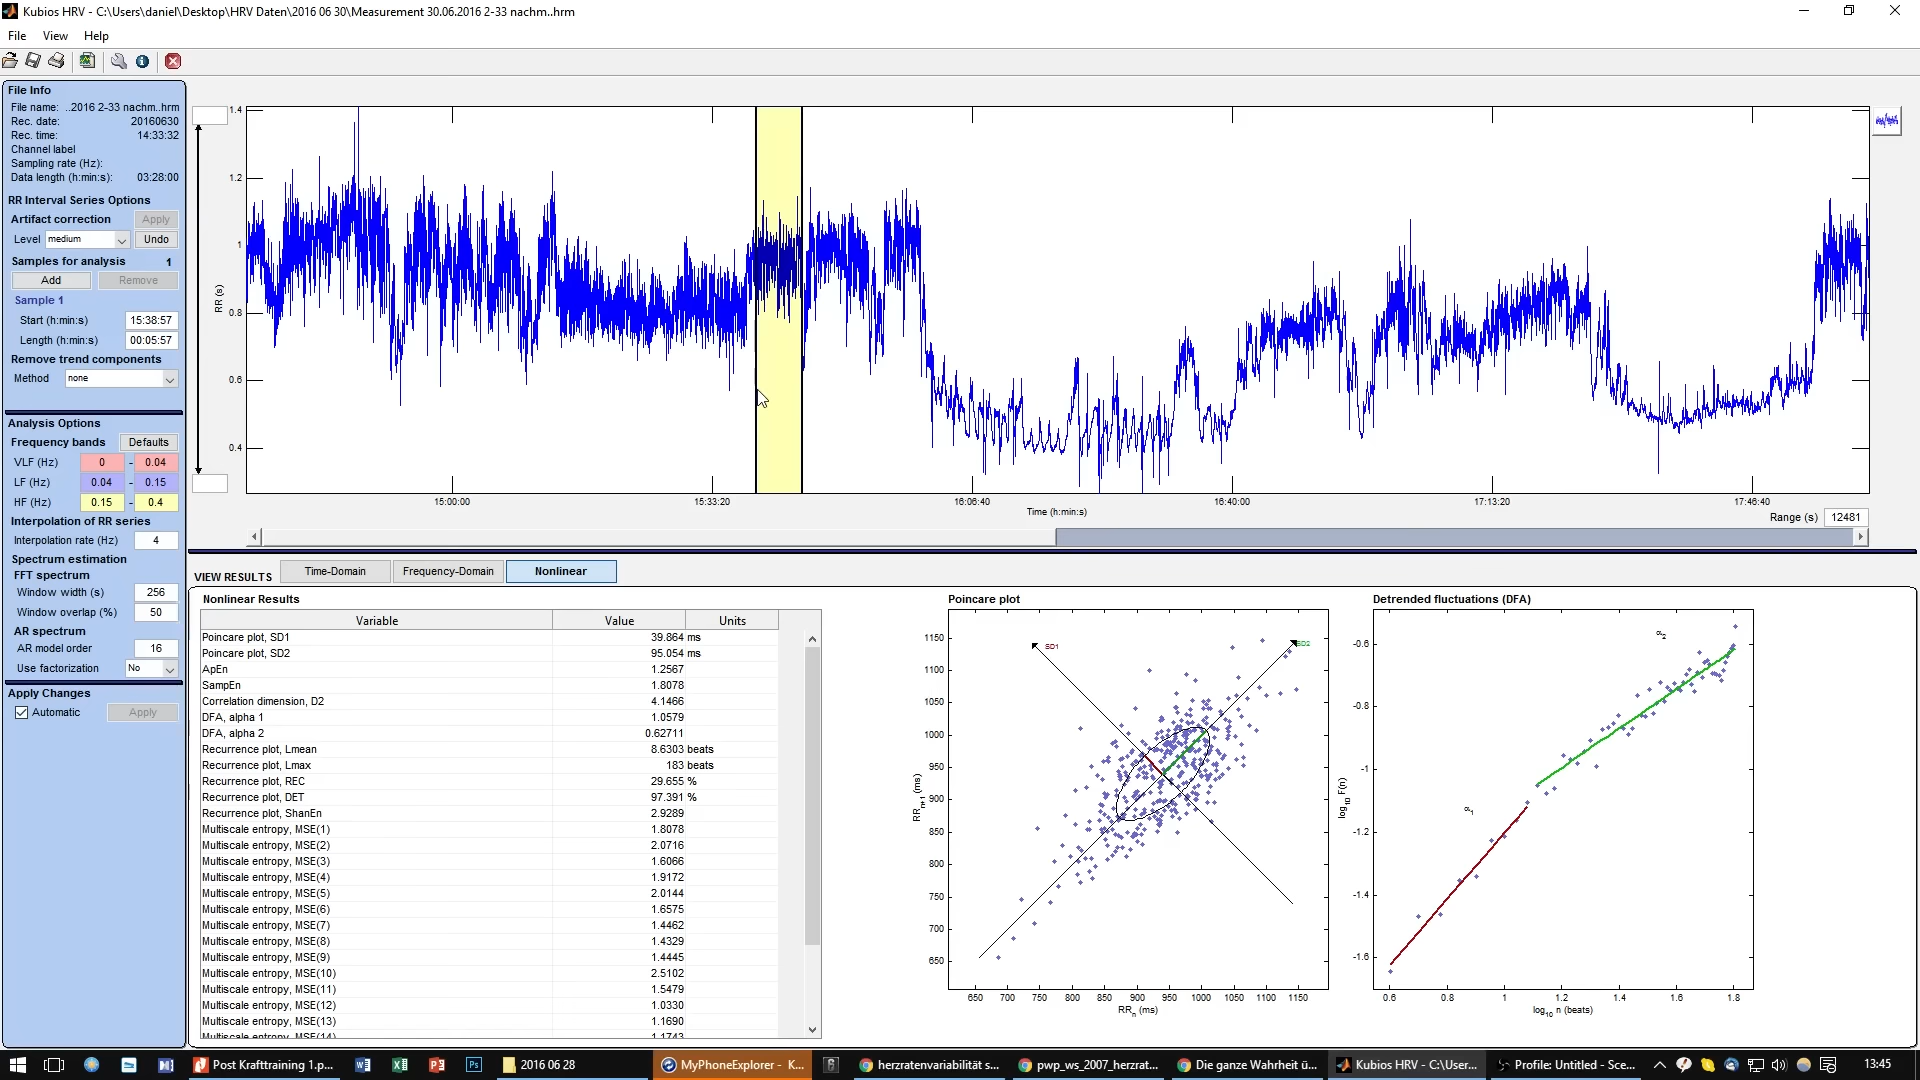 Kubios HRV - C:\Users\daniel\Desktop\HRV Daten\2016 06 30\Measurement 30.06.2016 2-33 nachm..hrm
File View Help
File Info
File name: ..2016 2-33 nachm..hrm
Rec. date: 20160630
Rec. time: 14:33:32
Channel label
Sampling rate (Hz):
Data length (h:min:s): 03:28:00
RR Interval Series Options
Artifact correction Apply
Level medium Undo
Samples for analysis 1
Add Remove
Sample 1
Start (h:min:s) 15:38:57
Length (h:min:s) 00:05:57
Remove trend components
Method none
Analysis Options
Frequency bands Defaults
VLF (Hz) 0 - 0.04
LF (Hz) 0.04 - 0.15
HF (Hz) 0.15 - 0.4
Interpolation of RR series
Interpolation rate (Hz) 4
Spectrum estimation
FFT spectrum
Window width (s) 256
Window overlap (%) 50
AR spectrum
AR model order 16
Use factorization No
Apply Changes
Automatic Apply
1.4
1.2
1
0.8
0.6
0.4
RR (s)
15:00:00 15:33:20 16:06:40 16:40:00 17:13:20 17:46:40
Time (h:min:s)
Range (s) 12481
VIEW RESULTS Time-Domain Frequency-Domain Nonlinear
Nonlinear Results
Variable Value Units
Poincare plot, SD1 39.864 ms
Poincare plot, SD2 95.054 ms
ApEn 1.2567
SampEn 1.8078
Correlation dimension, D2 4.1466
DFA, alpha 1 1.0579
DFA, alpha 2 0.62711
Recurrence plot, Lmean 8.6303 beats
Recurrence plot, Lmax 183 beats
Recurrence plot, REC 29.655 %
Recurrence plot, DET 97.391 %
Recurrence plot, ShanEn 2.9289
Multiscale entropy, MSE(1) 1.8078
Multiscale entropy, MSE(2) 2.0716
Multiscale entropy, MSE(3) 1.6066
Multiscale entropy, MSE(4) 1.9172
Multiscale entropy, MSE(5) 2.0144
Multiscale entropy, MSE(6) 1.6575
Multiscale entropy, MSE(7) 1.4462
Multiscale entropy, MSE(8) 1.4329
Multiscale entropy, MSE(9) 1.4445
Multiscale entropy, MSE(10) 2.5102
Multiscale entropy, MSE(11) 1.5479
Multiscale entropy, MSE(12) 1.0330
Multiscale entropy, MSE(13) 1.1690
Multiscale entropy, MSE(14) 1.1743
Poincare plot
SD1 SD2
1150
1100
1050
1000
950
900
850
800
750
700
650
RRn+1 (ms)
650 700 750 800 850 900 950 1000 1050 1100 1150
RRn (ms)
Detrended fluctuations (DFA)
α2
α1
-0.6
-0.8
-1
-1.2
-1.4
-1.6
log10 F(n)
0.6 0.8 1 1.2 1.4 1.6 1.8
log10 n (beats)
Post Krafttraining 1.p... 2016 06 28 MyPhoneExplorer - K... herzratenvariabilität s... pwp_ws_2007_herzrat... Die ganze Wahrheit ü... Kubios HRV - C:\User... Profile: Untitled - Sce... 13:45